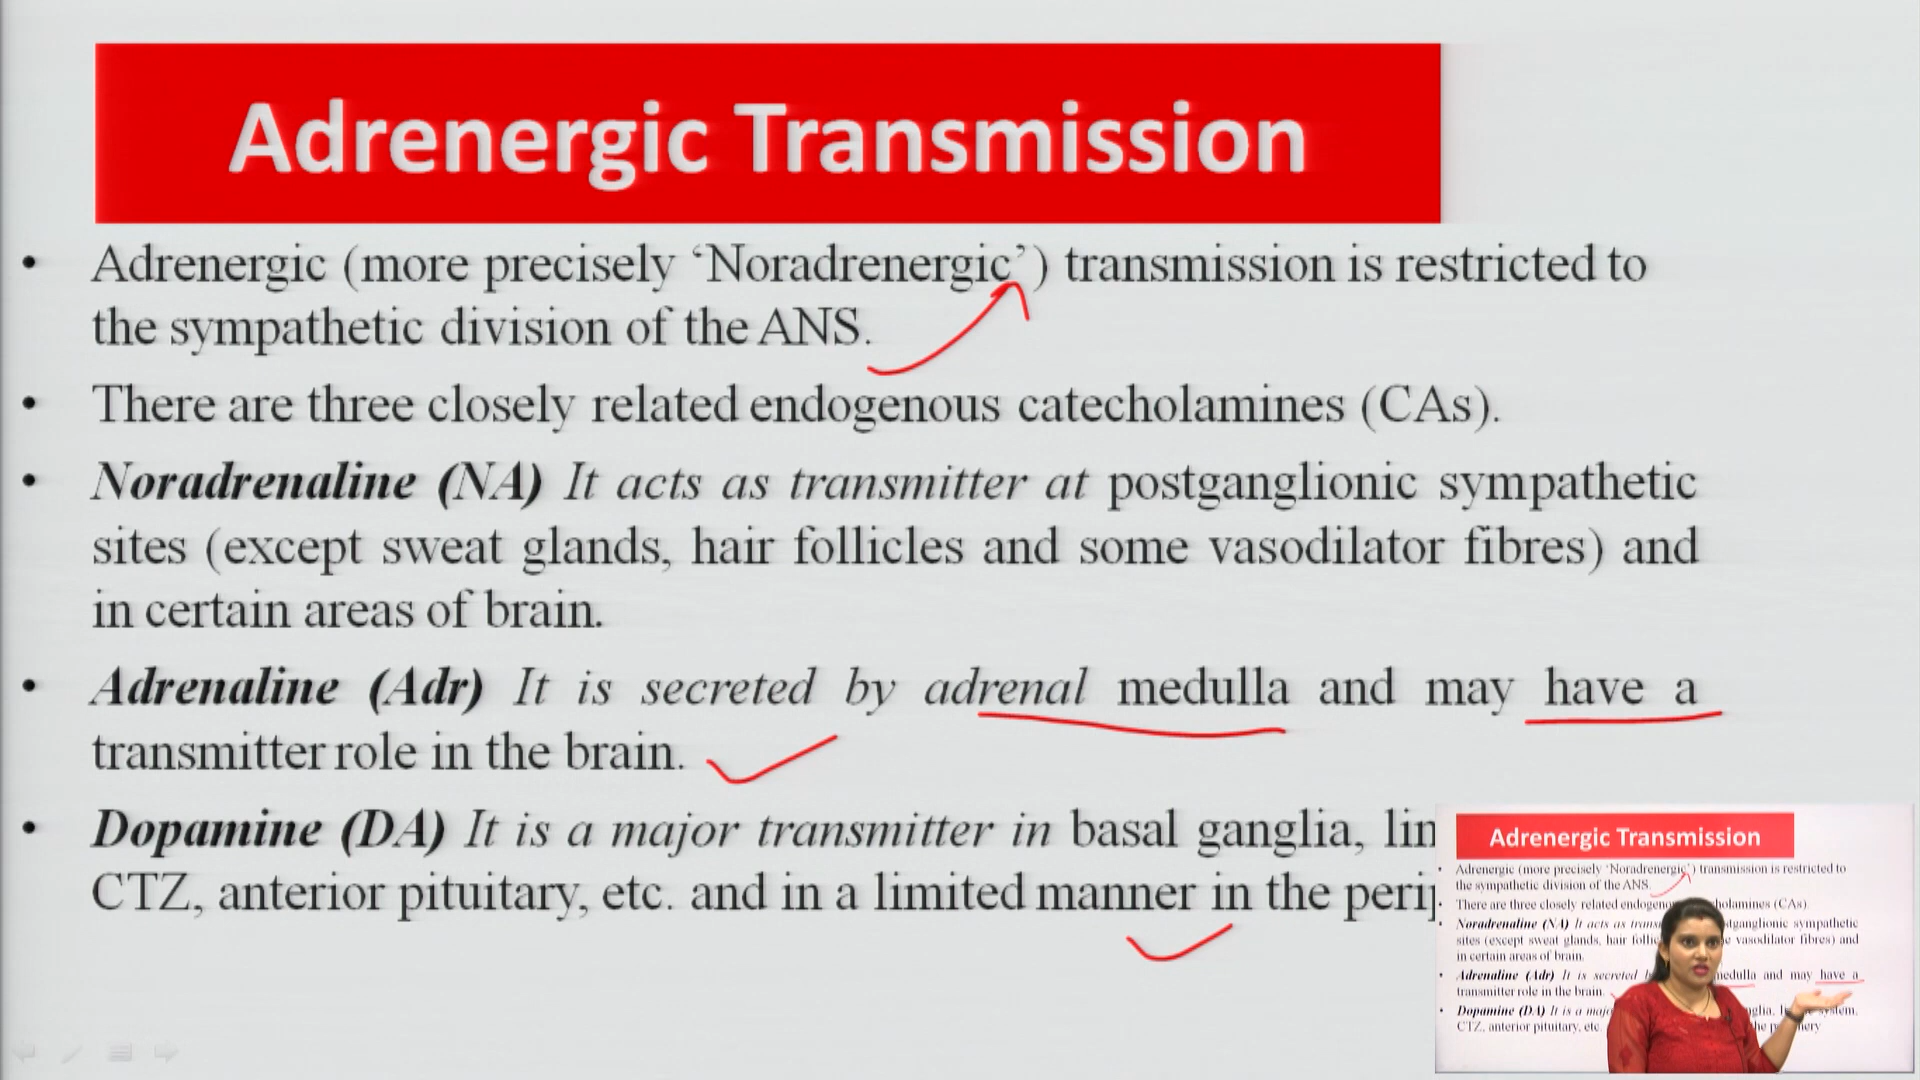 Adrenergic Transmission
• Adrenergic (more precisely ‘Noradrenergic’) transmission is restricted to
the sympathetic division of the ANS.
• There are three closely related endogenous catecholamines (CAs).
• Noradrenaline (NA) It acts as transmitter at postganglionic sympathetic
sites (except sweat glands, hair follicles and some vasodilator fibres) and
in certain areas of brain.
• Adrenaline (Adr) It is secreted by adrenal medulla and may have a
transmitter role in the brain.
• Dopamine (DA) It is a major transmitter in basal ganglia, lim
CTZ, anterior pituitary, etc. and in a limited manner in the perip
Adrenergic Transmission
Adrenergic (more precisely ‘Noradrenergic’) transmission is restricted to
the sympathetic division of the ANS.
There are three closely related endogeno holamines (CAs).
Noradrenaline (NA) It acts as trans tganglionic sympathetic
sites (except sweat glands, hair follic e vasodilator fibres) and
in certain areas of brain.
• Adrenaline (Adr) It is secreted b medulla and may have a
transmitter role in the brain.
• Dopamine (DA) It is a majo nglia, li system,
CTZ, anterior pituitary, etc the p hery